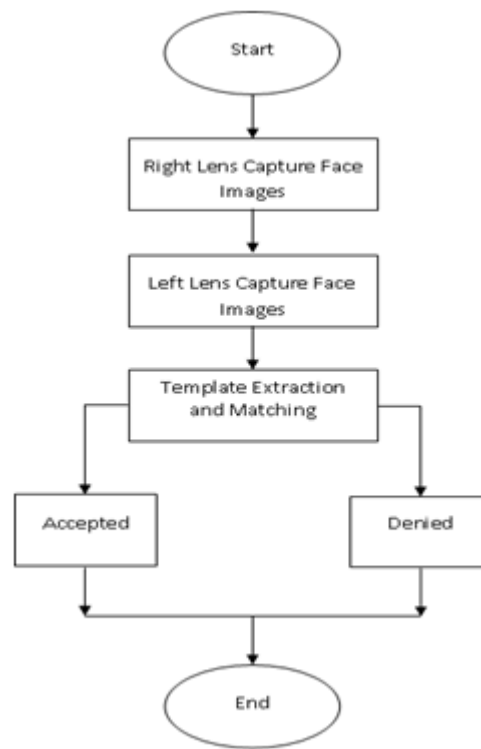 Start
Right Lens Capture Face
Images
Left Lens Capture Face
Images
Template Extraction
and Matching
Accepted
Denied
End